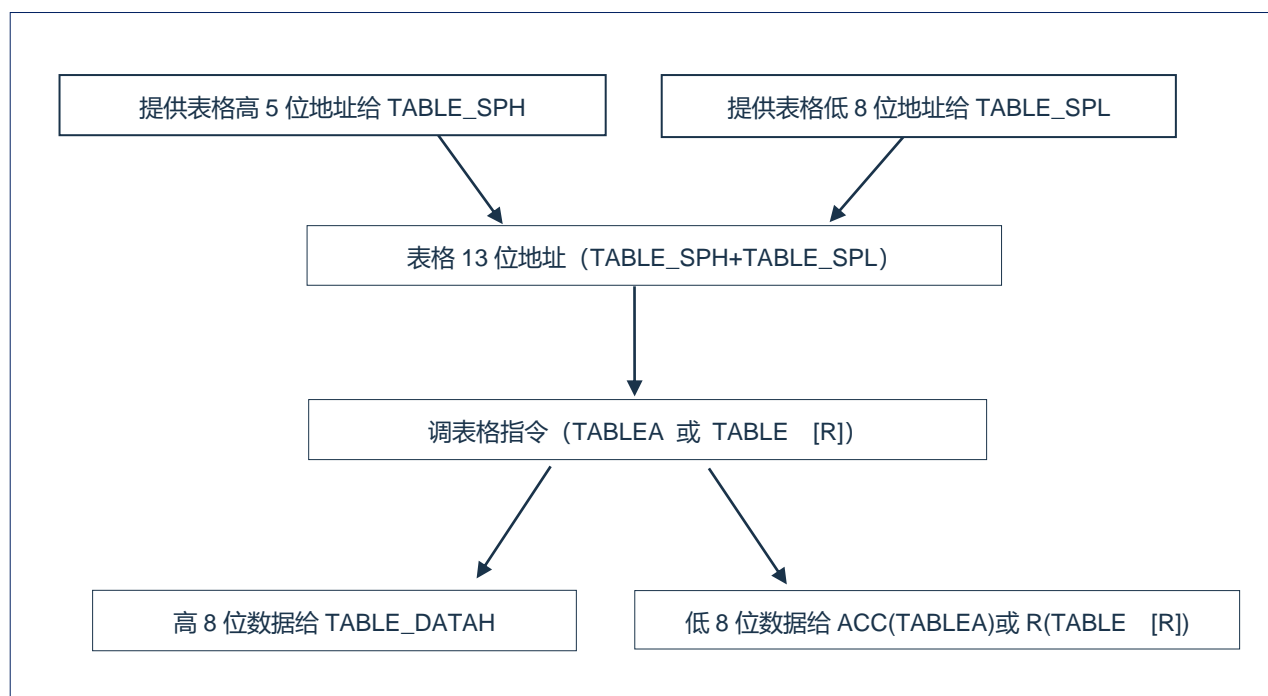 提供表格高 5 位地址给 TABLE_SPH
提供表格低 8 位地址给 TABLE_SPL
表格 13 位地址（TABLE_SPH+TABLE_SPL）
调表格指令（TABLEA 或 TABLE [R]）
高 8 位数据给 TABLE_DATAH
低 8 位数据给 ACC(TABLEA)或 R(TABLE [R])